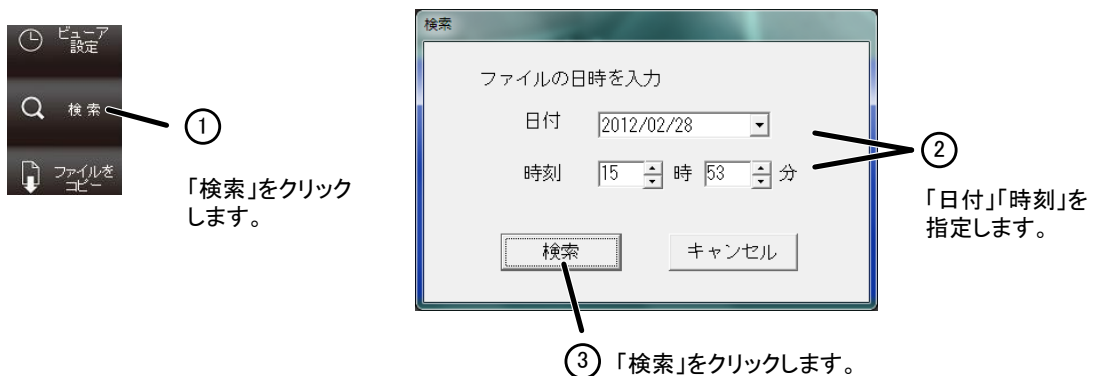 ビューア
設定
検索
ファイルを
コピー
①
「検索」をクリック
します。
検索
ファイルの日時を入力
日付 2012/02/28
時刻 15 時 53 分
検索 キャンセル
②
「日付」「時刻」を
指定します。
③ 「検索」をクリックします。